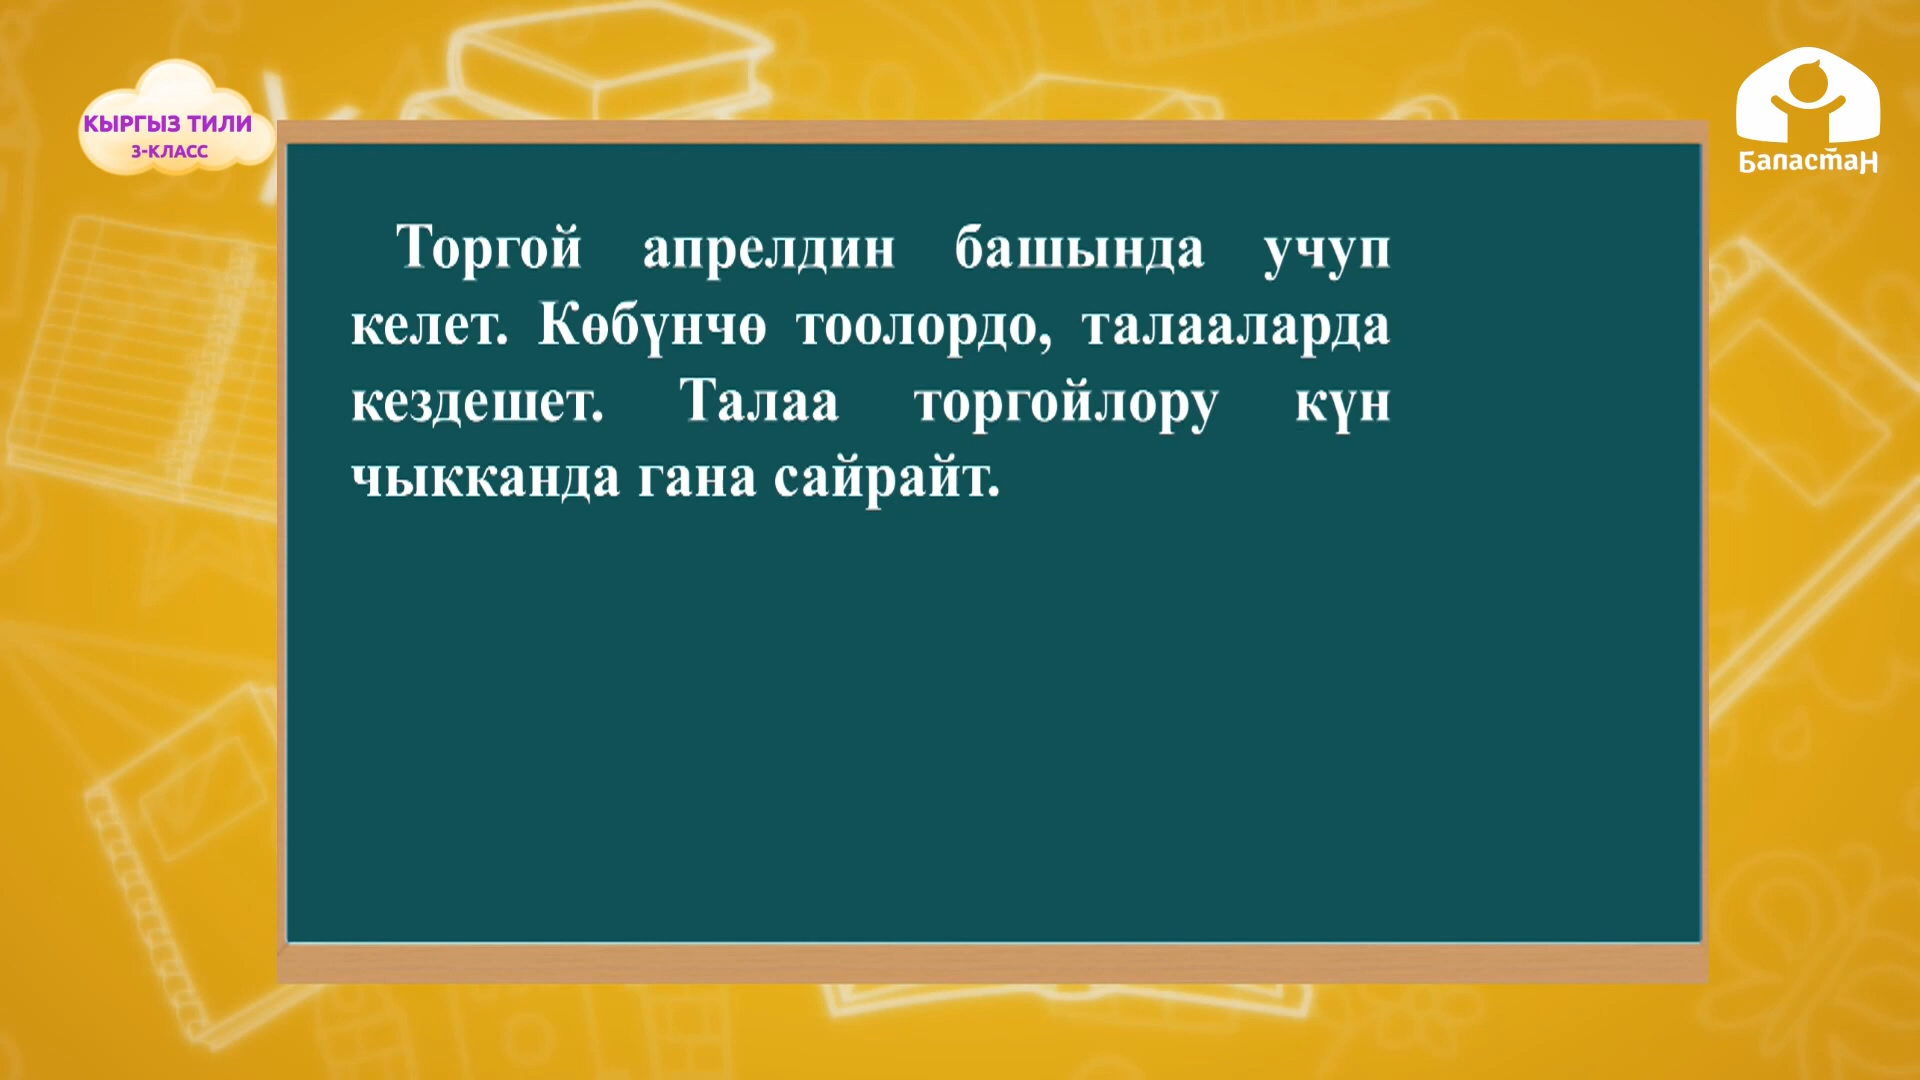 КЫРГЫЗ ТИЛИ
3-КЛАСС
Баластан
Торгой апрелдин башында учуп
келет. Көбүнчө тоолордо, талааларда
кездешет. Талаа торгойлору күн
чыкканда гана сайрайт.